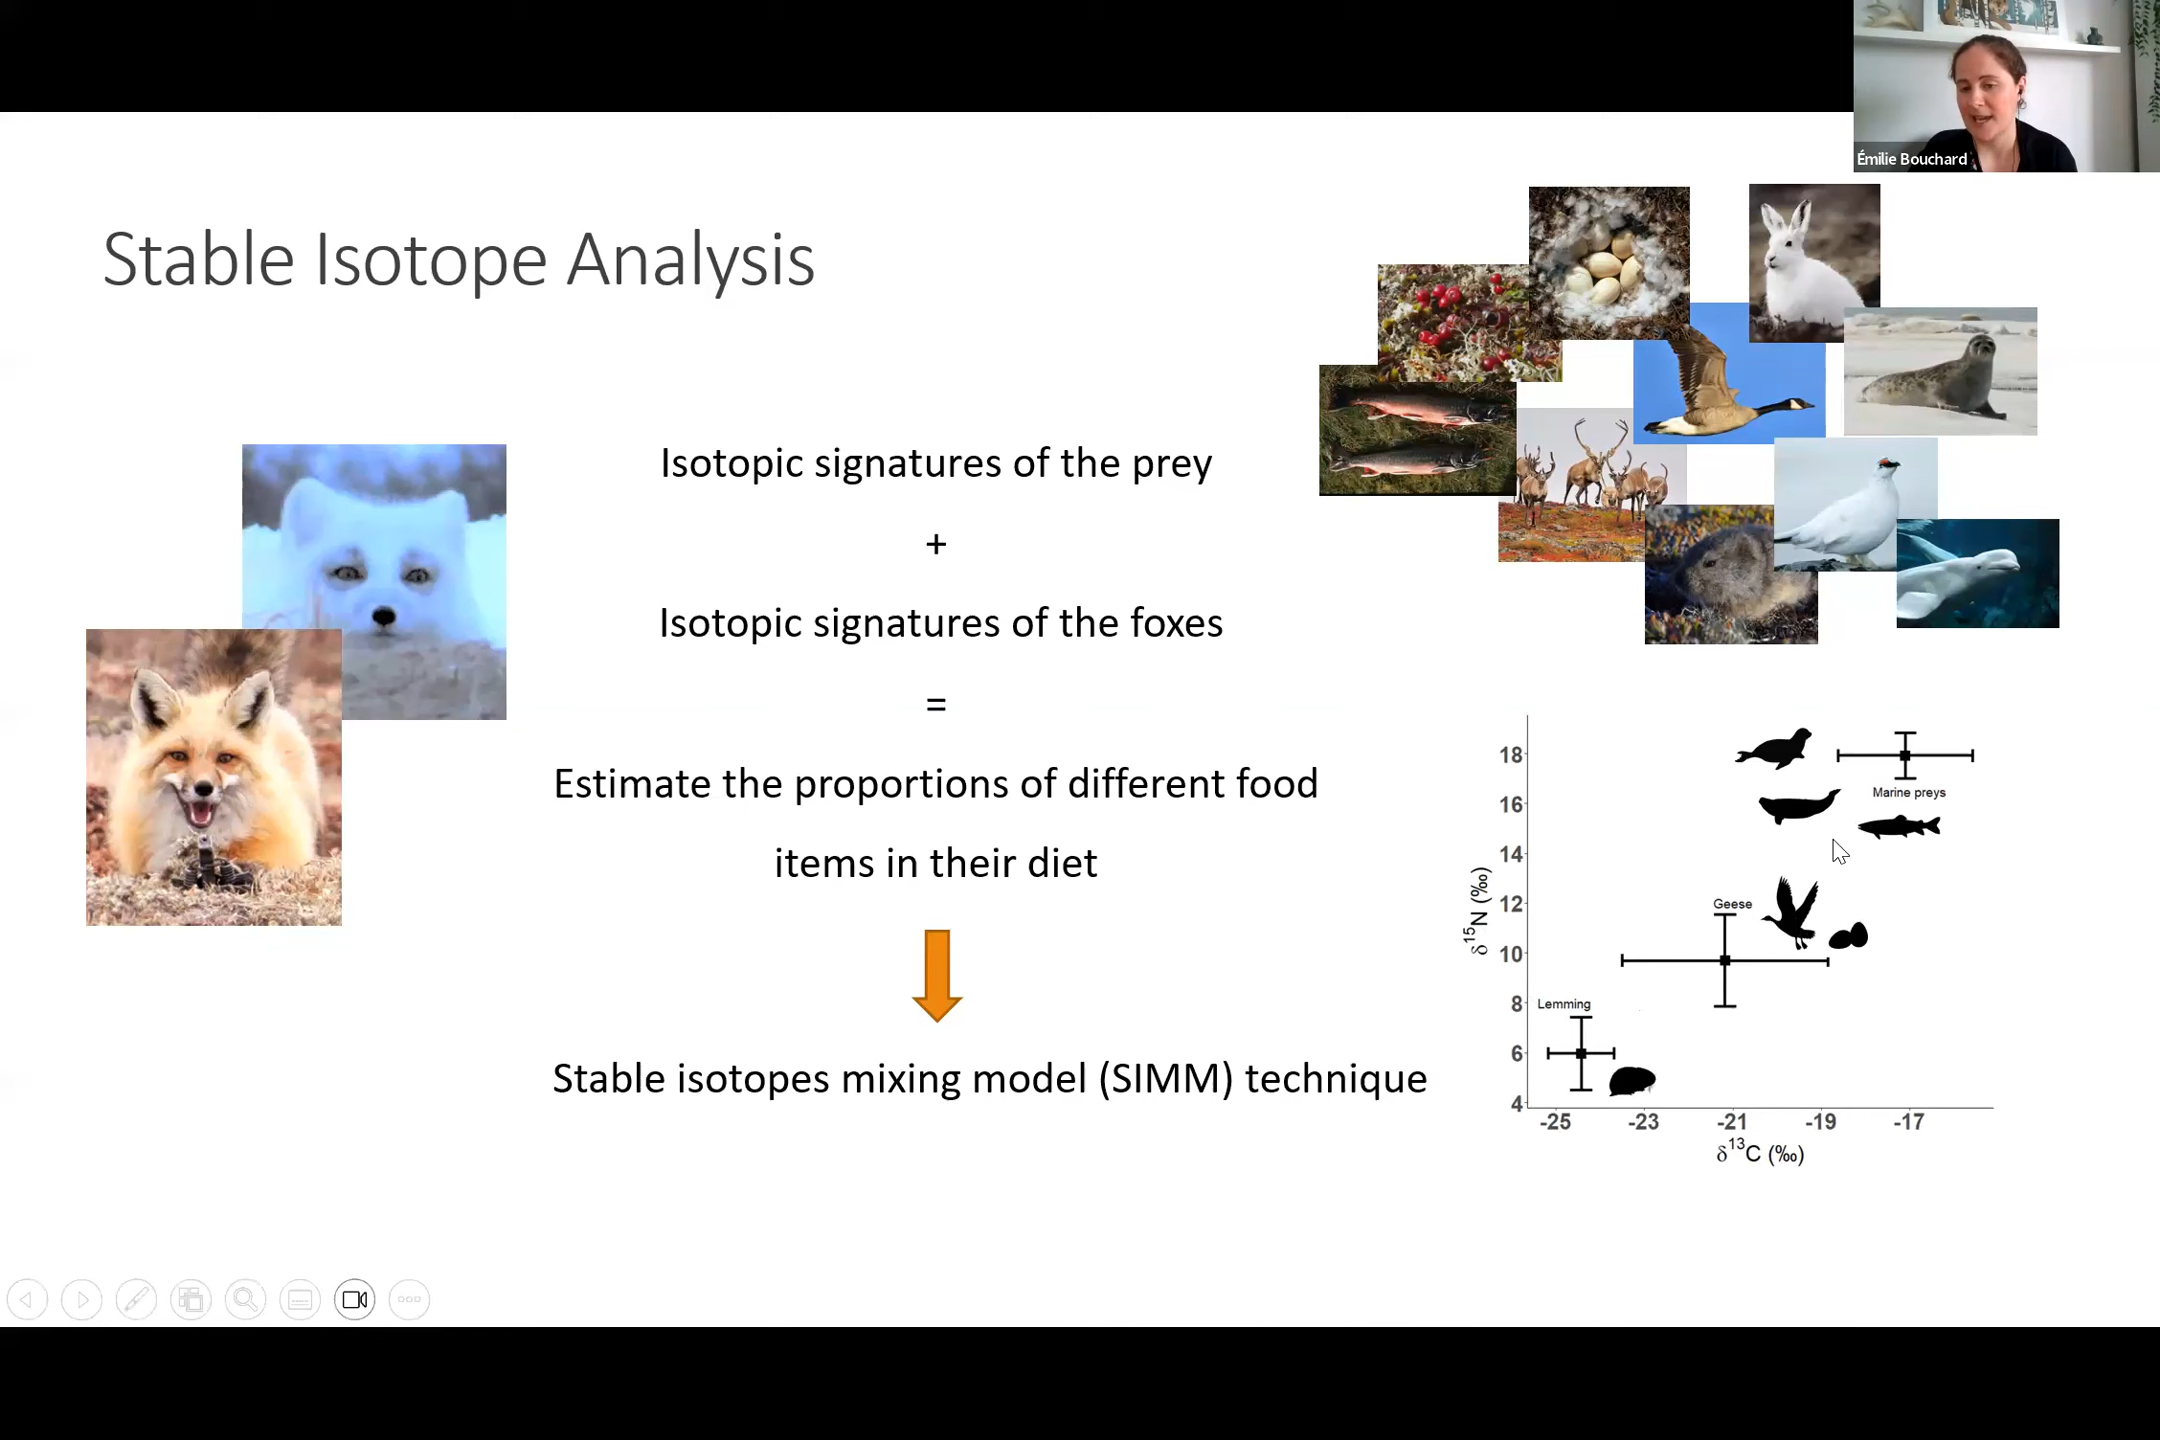 Émilie Bouchard
Stable Isotope Analysis
Isotopic signatures of the prey
+
Isotopic signatures of the foxes
=
Estimate the proportions of different food
items in their diet
Stable isotopes mixing model (SIMM) technique
18
16
14
12
10
8
6
4
δ15N (‰)
Marine preys
Geese
Lemming
-25 -23 -21 -19 -17
δ13C (‰)